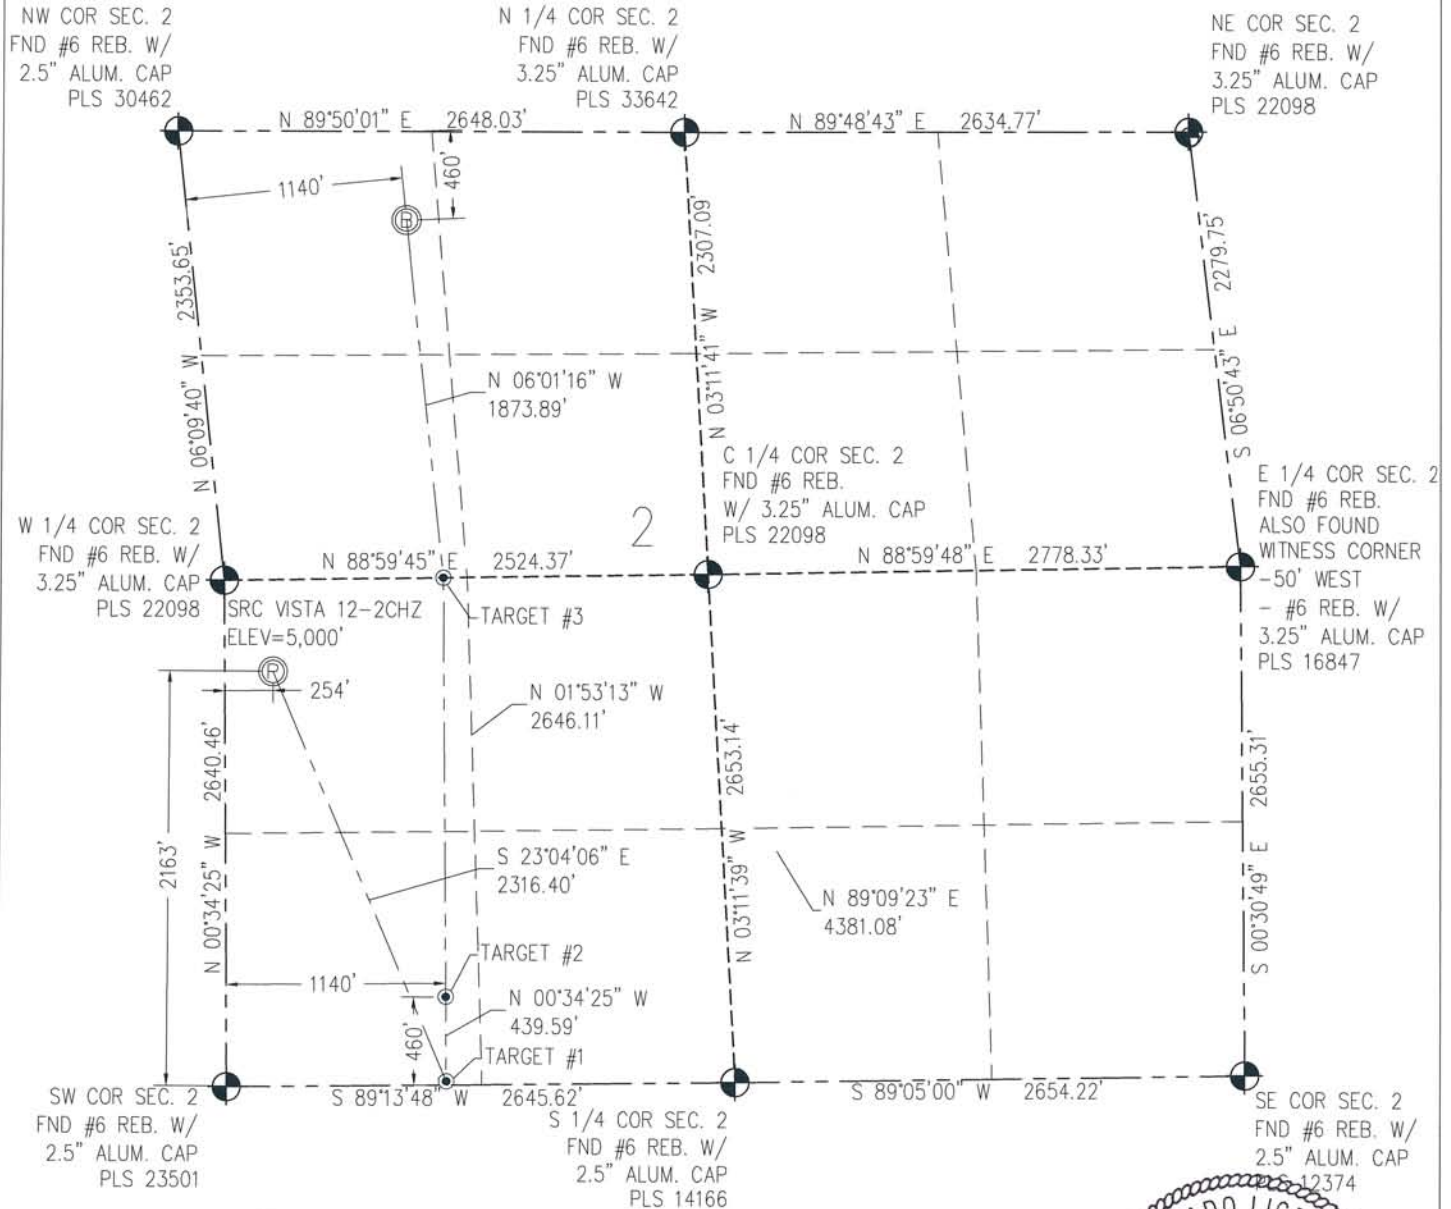 NW COR SEC. 2
FND #6 REB. W/
2.5" ALUM. CAP
PLS 30462
N 1/4 COR SEC. 2
FND #6 REB. W/
3.25" ALUM. CAP
PLS 33642
NE COR SEC. 2
FND #6 REB. W/
3.25" ALUM. CAP
PLS 22098
N 89°50'01" E 2648.03'
N 89°48'43" E 2634.77'
1140'
460'
B
N 06°09'40" W 2353.65'
N 03°11'41" W 2307.09'
S 06°50'43" E 2279.75'
N 06°01'16" W
1873.89'
C 1/4 COR SEC. 2
FND #6 REB.
W/ 3.25" ALUM. CAP
PLS 22098
2
E 1/4 COR SEC. 2
FND #6 REB.
ALSO FOUND
WITNESS CORNER
-50' WEST
- #6 REB. W/
3.25" ALUM. CAP
PLS 16847
W 1/4 COR SEC. 2
FND #6 REB. W/
3.25" ALUM. CAP
PLS 22098
N 88°59'45" E 2524.37'
N 88°59'48" E 2778.33'
SRC VISTA 12-2CHZ
ELEV=5,000'
TARGET #3
254'
N 01°53'13" W
2646.11'
2163'
N 00°34'25" W 2640.46'
N 03°11'39" W 2653.14'
S 00°30'49" E 2655.31'
S 23°04'06" E
2316.40'
N 89°09'23" E
4381.08'
TARGET #2
1140'
N 00°34'25" W
439.59'
460'
TARGET #1
S 89°13'48" W 2645.62'
S 89°05'00" W 2654.22'
SW COR SEC. 2
FND #6 REB. W/
2.5" ALUM. CAP
PLS 23501
S 1/4 COR SEC. 2
FND #6 REB. W/
2.5" ALUM. CAP
PLS 14166
SE COR SEC. 2
FND #6 REB. W/
2.5" ALUM. CAP
PLS 12374